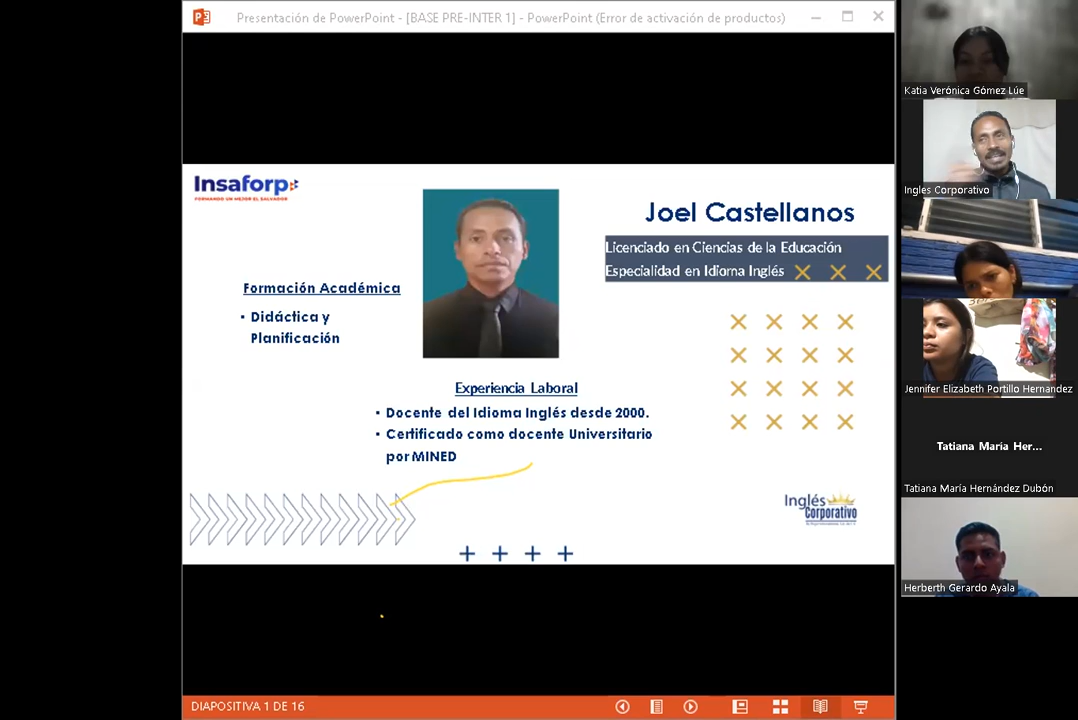 Presentación de PowerPoint - [BASE PRE-INTER 1] - PowerPoint (Error de activación de productos)
Insaforp
FORMANDO UN MEJOR EL SALVADOR
Joel Castellanos
Licenciado en Ciencias de la Educación
Especialidad en Idioma Inglés
Formación Académica
• Didáctica y
Planificación
Experiencia Laboral
• Docente del Idioma Inglés desde 2000.
• Certificado como docente Universitario
por MINED
Inglés
Corporativo
DIAPOSITIVA 1 DE 16
Katia Verónica Gómez Lúe
Ingles Corporativo
Jennifer Elizabeth Portillo Hernandez
Tatiana María Her...
Tatiana María Hernández Dubón
Herberth Gerardo Ayala